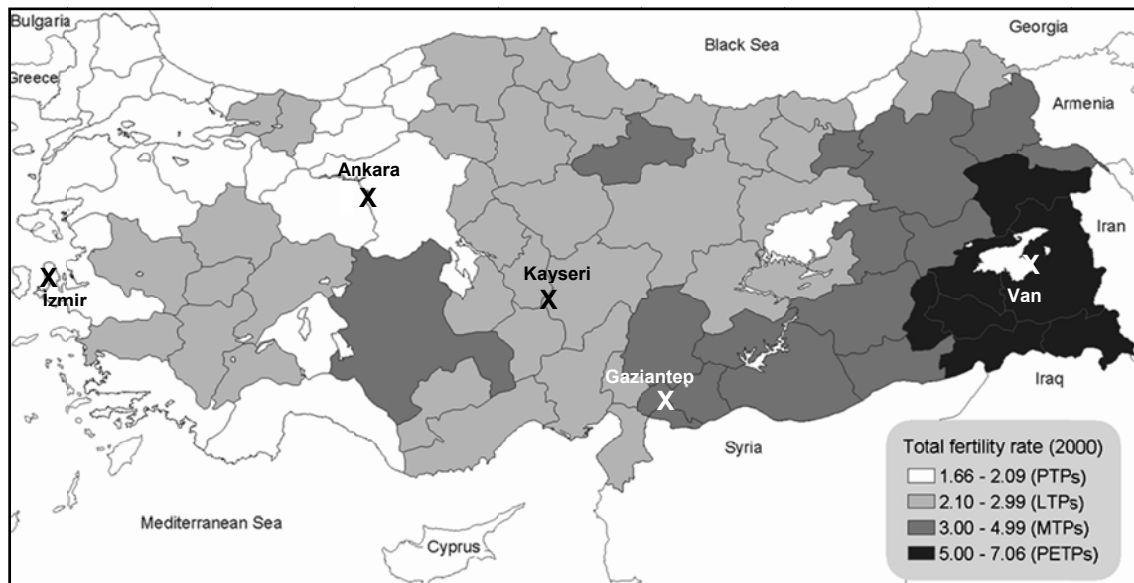 Bulgaria
Georgia
Black Sea
Greece
Armenia
Ankara
Iran
Kayseri
X
X
X
X
Izmir
X
Van
Gaziantep
X
Iraq
Syria
Total fertility rate (2000)
1.66 - 2.09 (PTPs)
2.10 - 2.99 (LTPs)
3.00 - 4.99 (MTPs)
5.00 - 7.06 (PETPs)
Mediterranean Sea
Cyprus